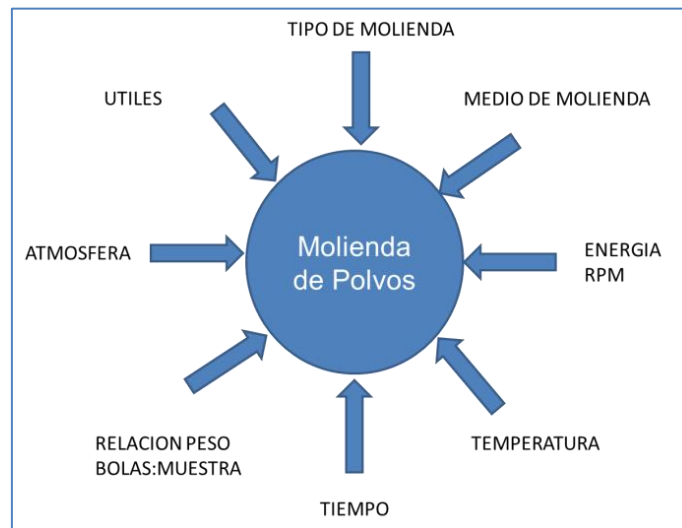 TIPO DE MOLIENDA
UTILES
MEDIO DE MOLIENDA
ATMOSFERA
Molienda
de Polvos
ENERGIA
RPM
RELACION PESO
BOLAS:MUESTRA
TEMPERATURA
TIEMPO